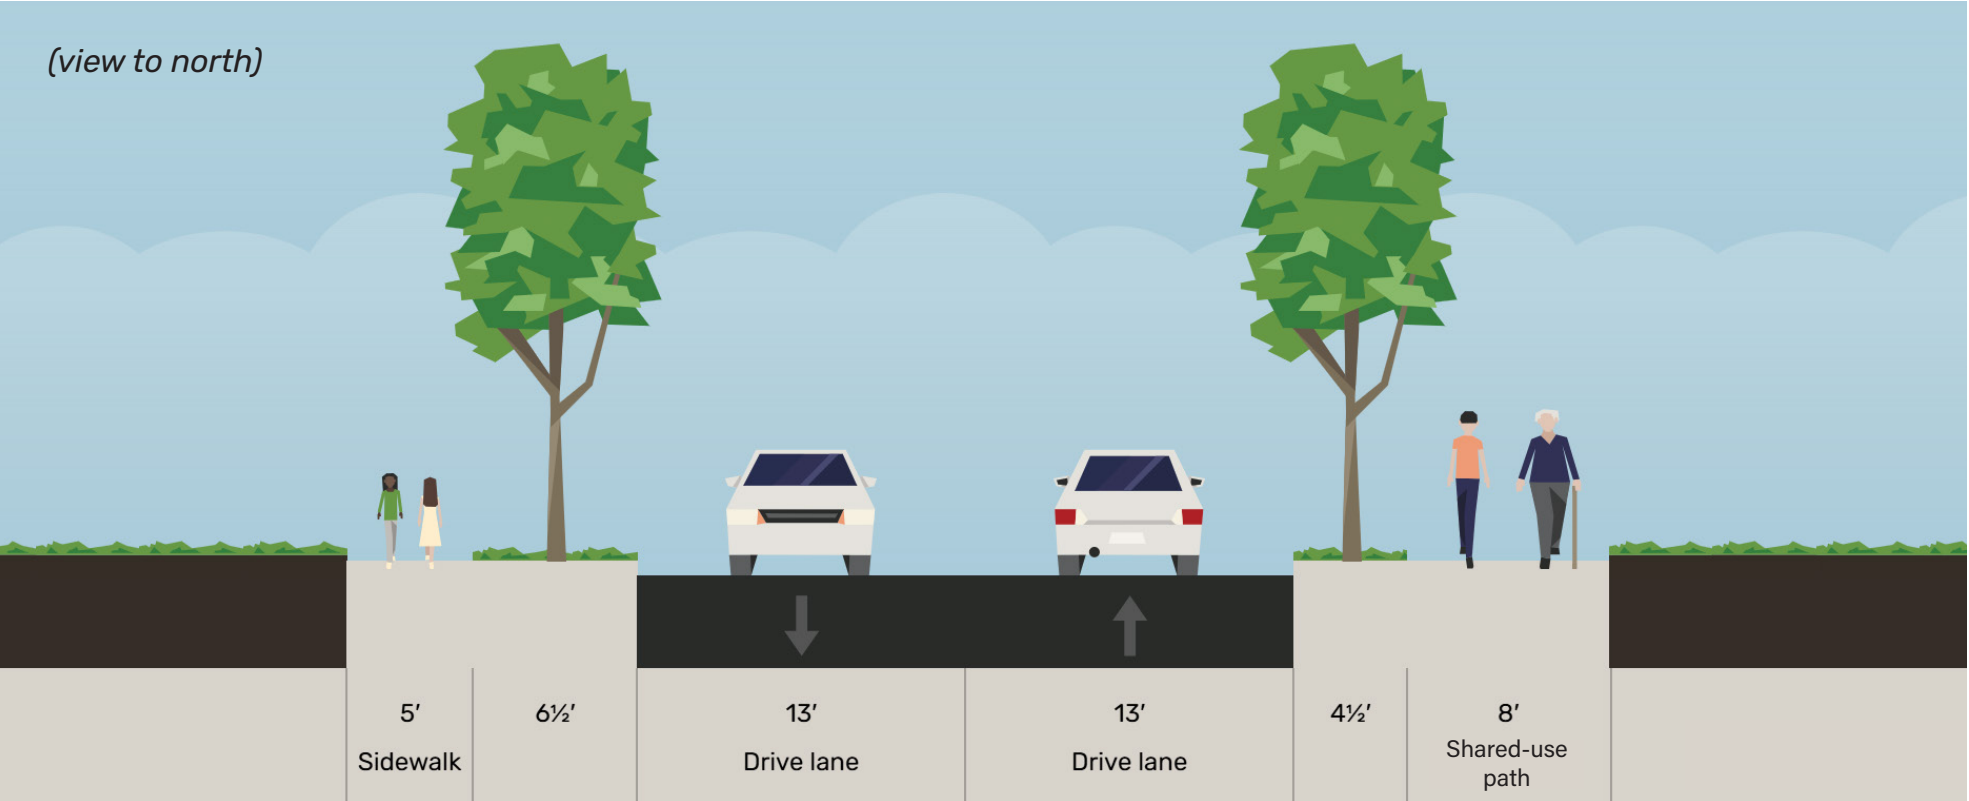 (view to north)
5′
6½′
13′
13′
4½′
8′
Sidewalk
Drive lane
Drive lane
Shared-use
path